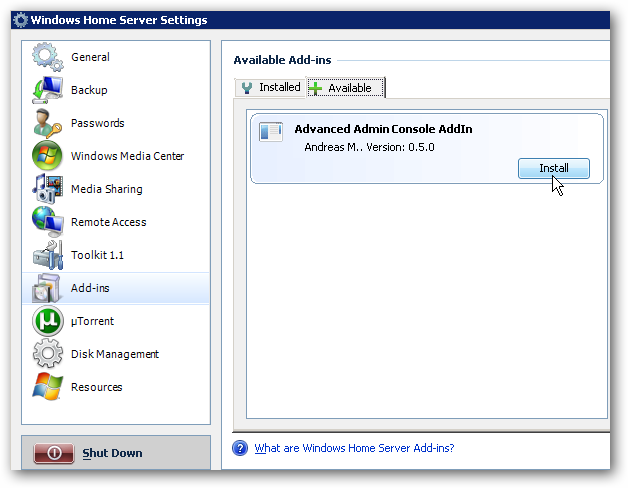 Windows Home Server Settings
General
Backup
Passwords
Windows Media Center
Media Sharing
Remote Access
Toolkit 1.1
Add-ins
µTorrent
Disk Management
Resources
Shut Down
Available Add-ins
Installed
Available
Advanced Admin Console AddIn
Andreas M.. Version: 0.5.0
Install
What are Windows Home Server Add-ins?